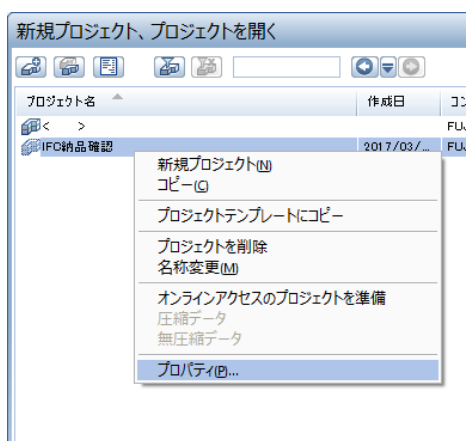 新規プロジェクト、プロジェクトを開く
プロジェクト名 作成日 コン
< > FU
IFC納品確認 2017/03/... FU
新規プロジェクト(N)
コピー(C)
プロジェクトテンプレートにコピー
プロジェクトを削除
名称変更(M)
オンラインアクセスのプロジェクトを準備
圧縮データ
無圧縮データ
プロパティ(P)...